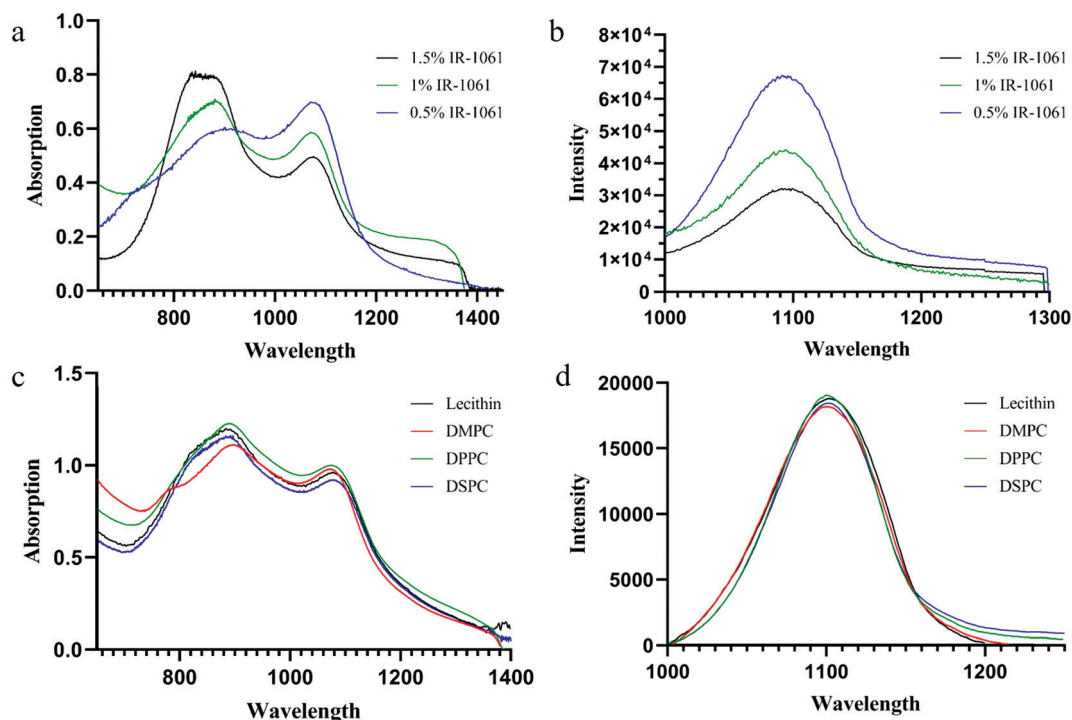 a
1.0
0.8
0.6
0.4
0.2
0.0
Absorption
800
1000
1200
1400
Wavelength
1.5% IR-1061
1% IR-1061
0.5% IR-1061
b
8×10⁴
7×10⁴
6×10⁴
5×10⁴
4×10⁴
3×10⁴
2×10⁴
1×10⁴
0
Intensity
1000
1100
1200
1300
Wavelength
1.5% IR-1061
1% IR-1061
0.5% IR-1061
c
1.5
1.0
0.5
0.0
Absorption
800
1000
1200
1400
Wavelength
Lecithin
DMPC
DPPC
DSPC
d
20000
15000
10000
5000
0
Intensity
1000
1100
1200
Wavelength
Lecithin
DMPC
DPPC
DSPC